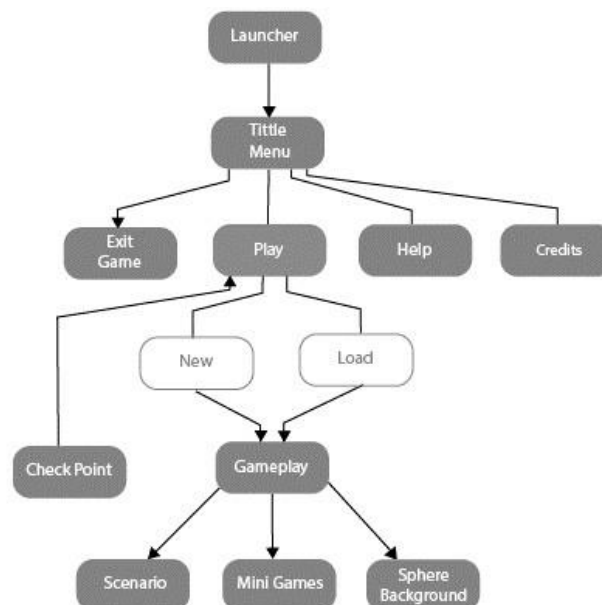 Launcher
Tittle
Menu
Exit
Game
Play
Help
Credits
New
Load
Check Point
Gameplay
Scenario
Mini Games
Sphere
Background